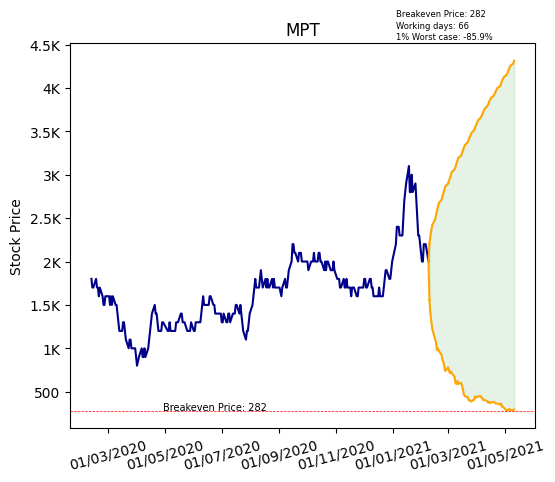 Breakeven Price: 282
Working days: 66
1% Worst case: -85.9%
MPT
Stock Price
4.5K
4K
3.5K
3K
2.5K
2K
1.5K
1K
500
Breakeven Price: 282
01/03/2020
01/05/2020
01/07/2020
01/09/2020
01/11/2020
01/01/2021
01/03/2021
01/05/2021